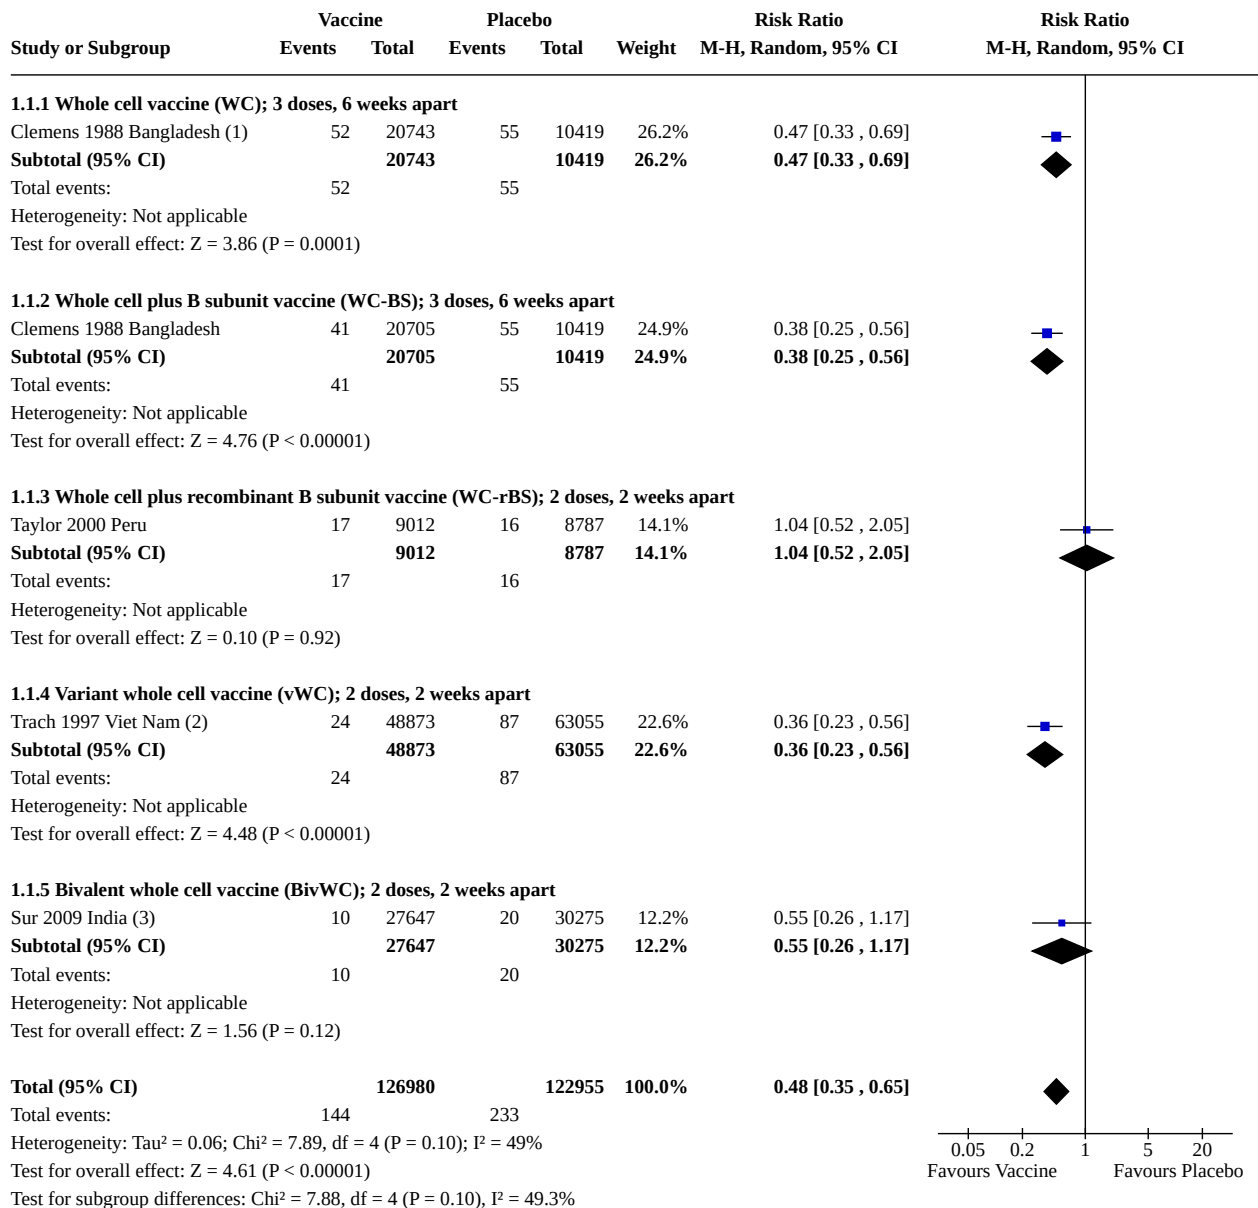 Vaccine Placebo Risk Ratio Risk Ratio
Study or Subgroup Events Total Events Total Weight M-H, Random, 95% CI M-H, Random, 95% CI
1.1.1 Whole cell vaccine (WC); 3 doses, 6 weeks apart
Clemens 1988 Bangladesh (1) 52 20743 55 10419 26.2% 0.47 [0.33 , 0.69]
Subtotal (95% CI) 20743 10419 26.2% 0.47 [0.33 , 0.69]
Total events: 52 55
Heterogeneity: Not applicable
Test for overall effect: Z = 3.86 (P = 0.0001)
1.1.2 Whole cell plus B subunit vaccine (WC-BS); 3 doses, 6 weeks apart
Clemens 1988 Bangladesh 41 20705 55 10419 24.9% 0.38 [0.25 , 0.56]
Subtotal (95% CI) 20705 10419 24.9% 0.38 [0.25 , 0.56]
Total events: 41 55
Heterogeneity: Not applicable
Test for overall effect: Z = 4.76 (P < 0.00001)
1.1.3 Whole cell plus recombinant B subunit vaccine (WC-rBS); 2 doses, 2 weeks apart
Taylor 2000 Peru 17 9012 16 8787 14.1% 1.04 [0.52 , 2.05]
Subtotal (95% CI) 9012 8787 14.1% 1.04 [0.52 , 2.05]
Total events: 17 16
Heterogeneity: Not applicable
Test for overall effect: Z = 0.10 (P = 0.92)
1.1.4 Variant whole cell vaccine (vWC); 2 doses, 2 weeks apart
Trach 1997 Viet Nam (2) 24 48873 87 63055 22.6% 0.36 [0.23 , 0.56]
Subtotal (95% CI) 48873 63055 22.6% 0.36 [0.23 , 0.56]
Total events: 24 87
Heterogeneity: Not applicable
Test for overall effect: Z = 4.48 (P < 0.00001)
1.1.5 Bivalent whole cell vaccine (BivWC); 2 doses, 2 weeks apart
Sur 2009 India (3) 10 27647 20 30275 12.2% 0.55 [0.26 , 1.17]
Subtotal (95% CI) 27647 30275 12.2% 0.55 [0.26 , 1.17]
Total events: 10 20
Heterogeneity: Not applicable
Test for overall effect: Z = 1.56 (P = 0.12)
Total (95% CI) 126980 122955 100.0% 0.48 [0.35 , 0.65]
Total events: 144 233
Heterogeneity: Tau² = 0.06; Chi² = 7.89, df = 4 (P = 0.10); I² = 49%
0.05 0.2 1 5 20
Test for overall effect: Z = 4.61 (P < 0.00001)
Favours Vaccine Favours Placebo
Test for subgroup differences: Chi² = 7.88, df = 4 (P = 0.10), I² = 49.3%